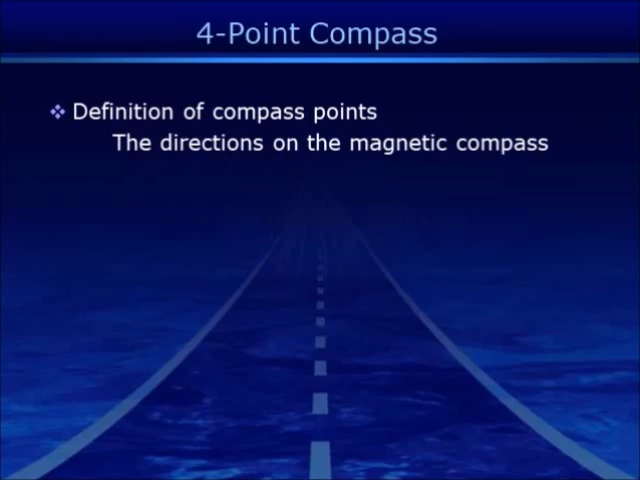 4-Point Compass
Definition of compass points
The directions on the magnetic compass